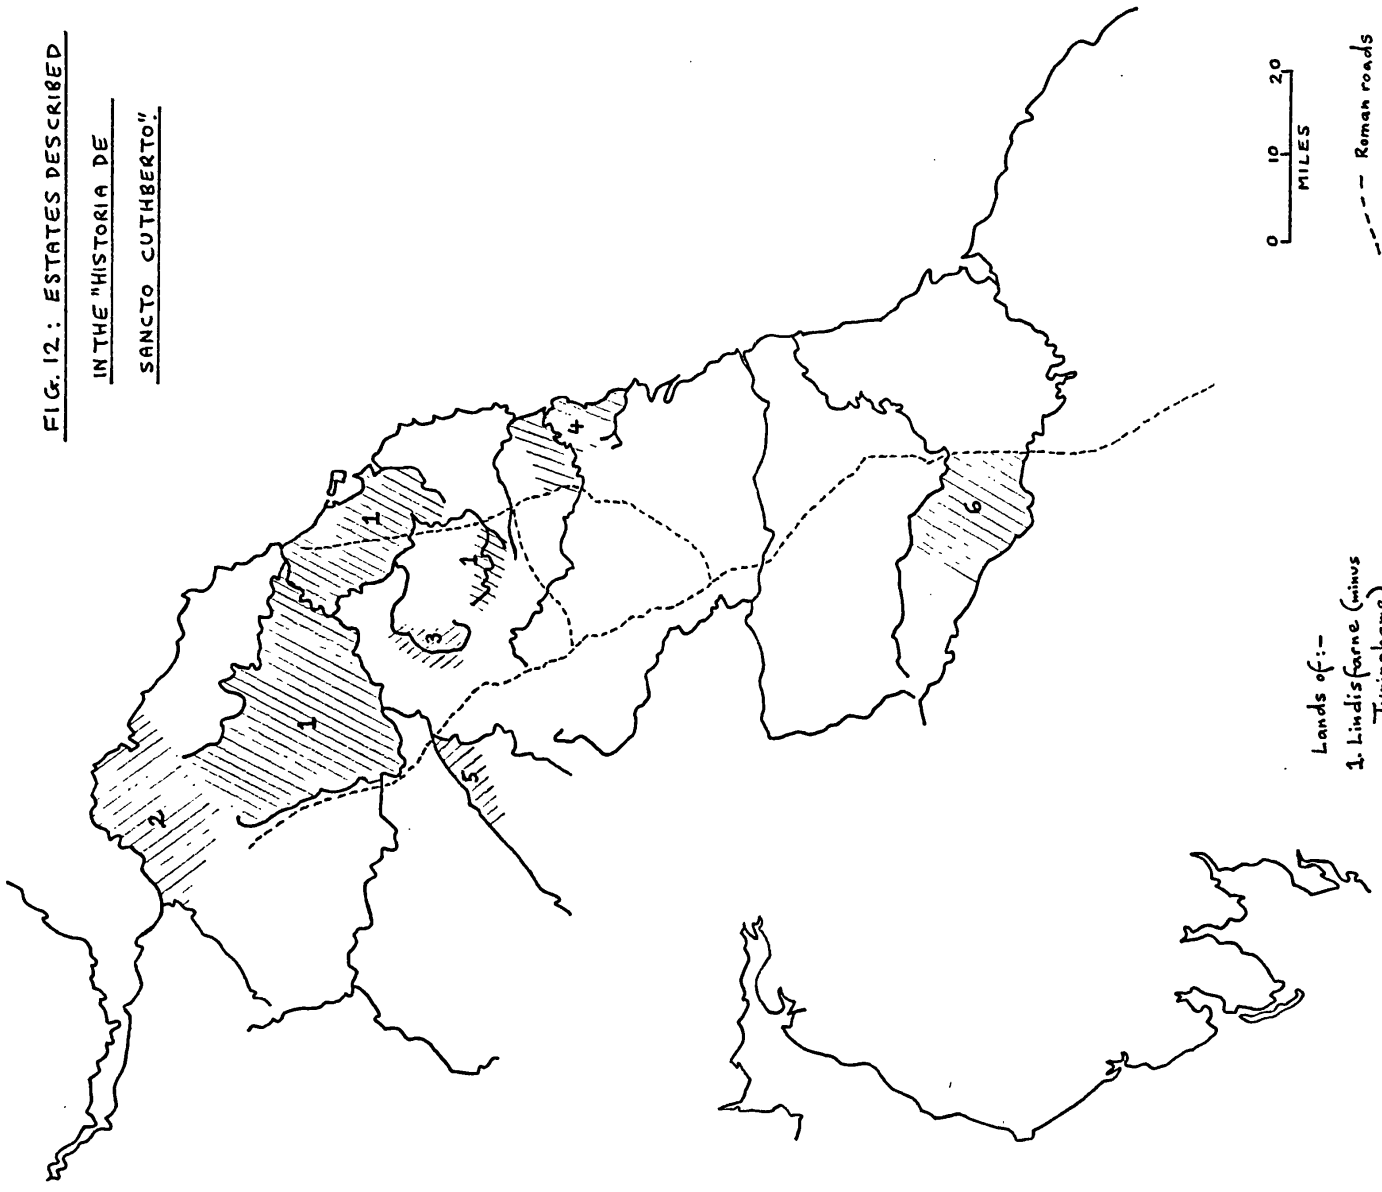 FIG. 12: ESTATES DESCRIBED
IN THE "HISTORIA DE
SANCTO CUTHBERTO".
1
1
1
2
3
4
5
6
0 10 20
MILES
Roman roads
Lands of:-
1. Lindisfarne (minus